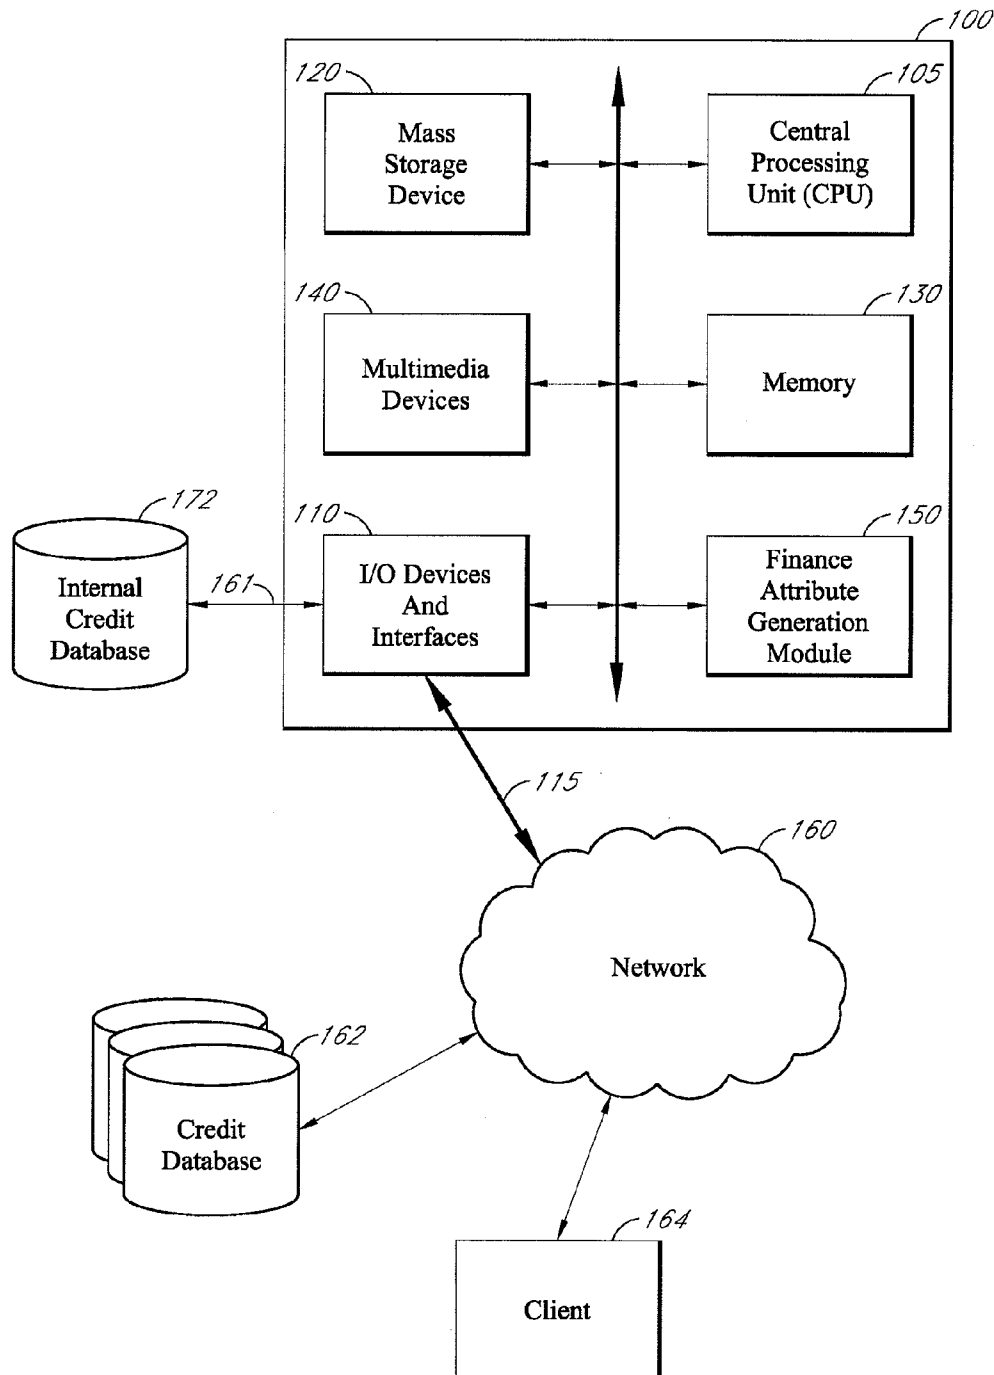 100
120
105
Mass
Storage
Device
Central
Processing
Unit (CPU)
140
130
Multimedia
Devices
Memory
172
110
150
Internal
Credit
Database
161
I/O Devices
And
Interfaces
Finance
Attribute
Generation
Module
115
160
Network
162
Credit
Database
164
Client